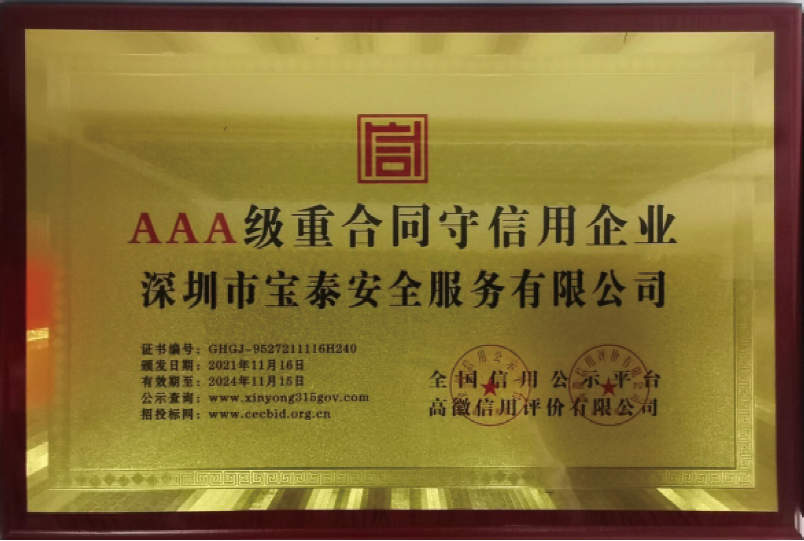 AAA级重合同守信用企业
深圳市宝泰安全服务有限公司
证书编号：GHGJ-9527211116H240
颁发日期：2021年11月16日
有效期至：2024年11月15日
公示查询：www.xinyong315gov.com
招投标网：www.cecbid.org.cn
全国信用公示平台
高徽信用评价有限公司